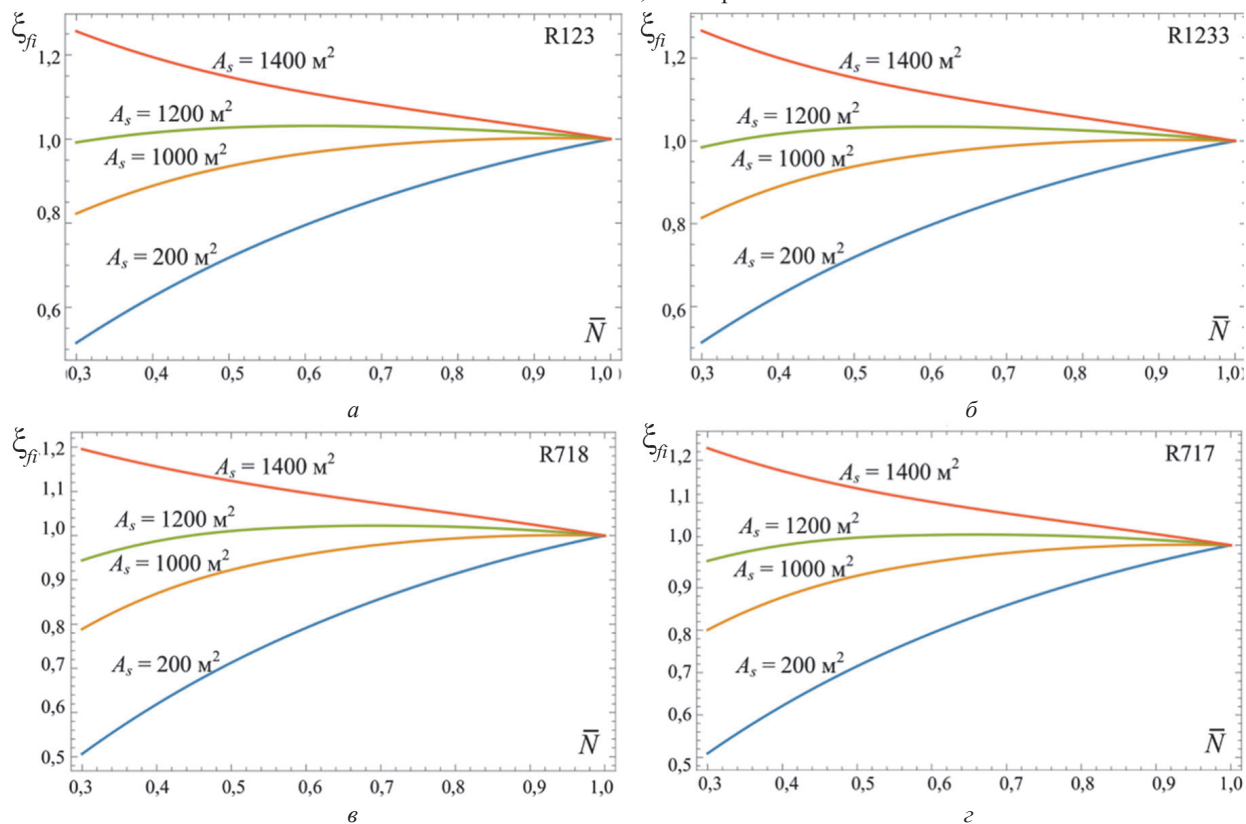 ξfi
R123
1,2
As = 1400 м²
As = 1200 м²
1,0
As = 1000 м²
0,8
As = 200 м²
0,6
N̄
0,3 0,4 0,5 0,6 0,7 0,8 0,9 1,0
а
ξfi
R1233
1,2
As = 1400 м²
As = 1200 м²
1,0
As = 1000 м²
0,8
As = 200 м²
0,6
N̄
0,3 0,4 0,5 0,6 0,7 0,8 0,9 1,0
б
ξfi
1,2
R718
As = 1400 м²
1,1
As = 1200 м²
1,0
As = 1000 м²
0,9
0,8
As = 200 м²
0,7
0,6
N̄
0,5
0,3 0,4 0,5 0,6 0,7 0,8 0,9 1,0
в
ξfi
1,2
R717
As = 1400 м²
1,1
As = 1200 м²
1,0
As = 1000 м²
0,9
0,8
As = 200 м²
0,7
0,6
N̄
0,5
0,3 0,4 0,5 0,6 0,7 0,8 0,9 1,0
г